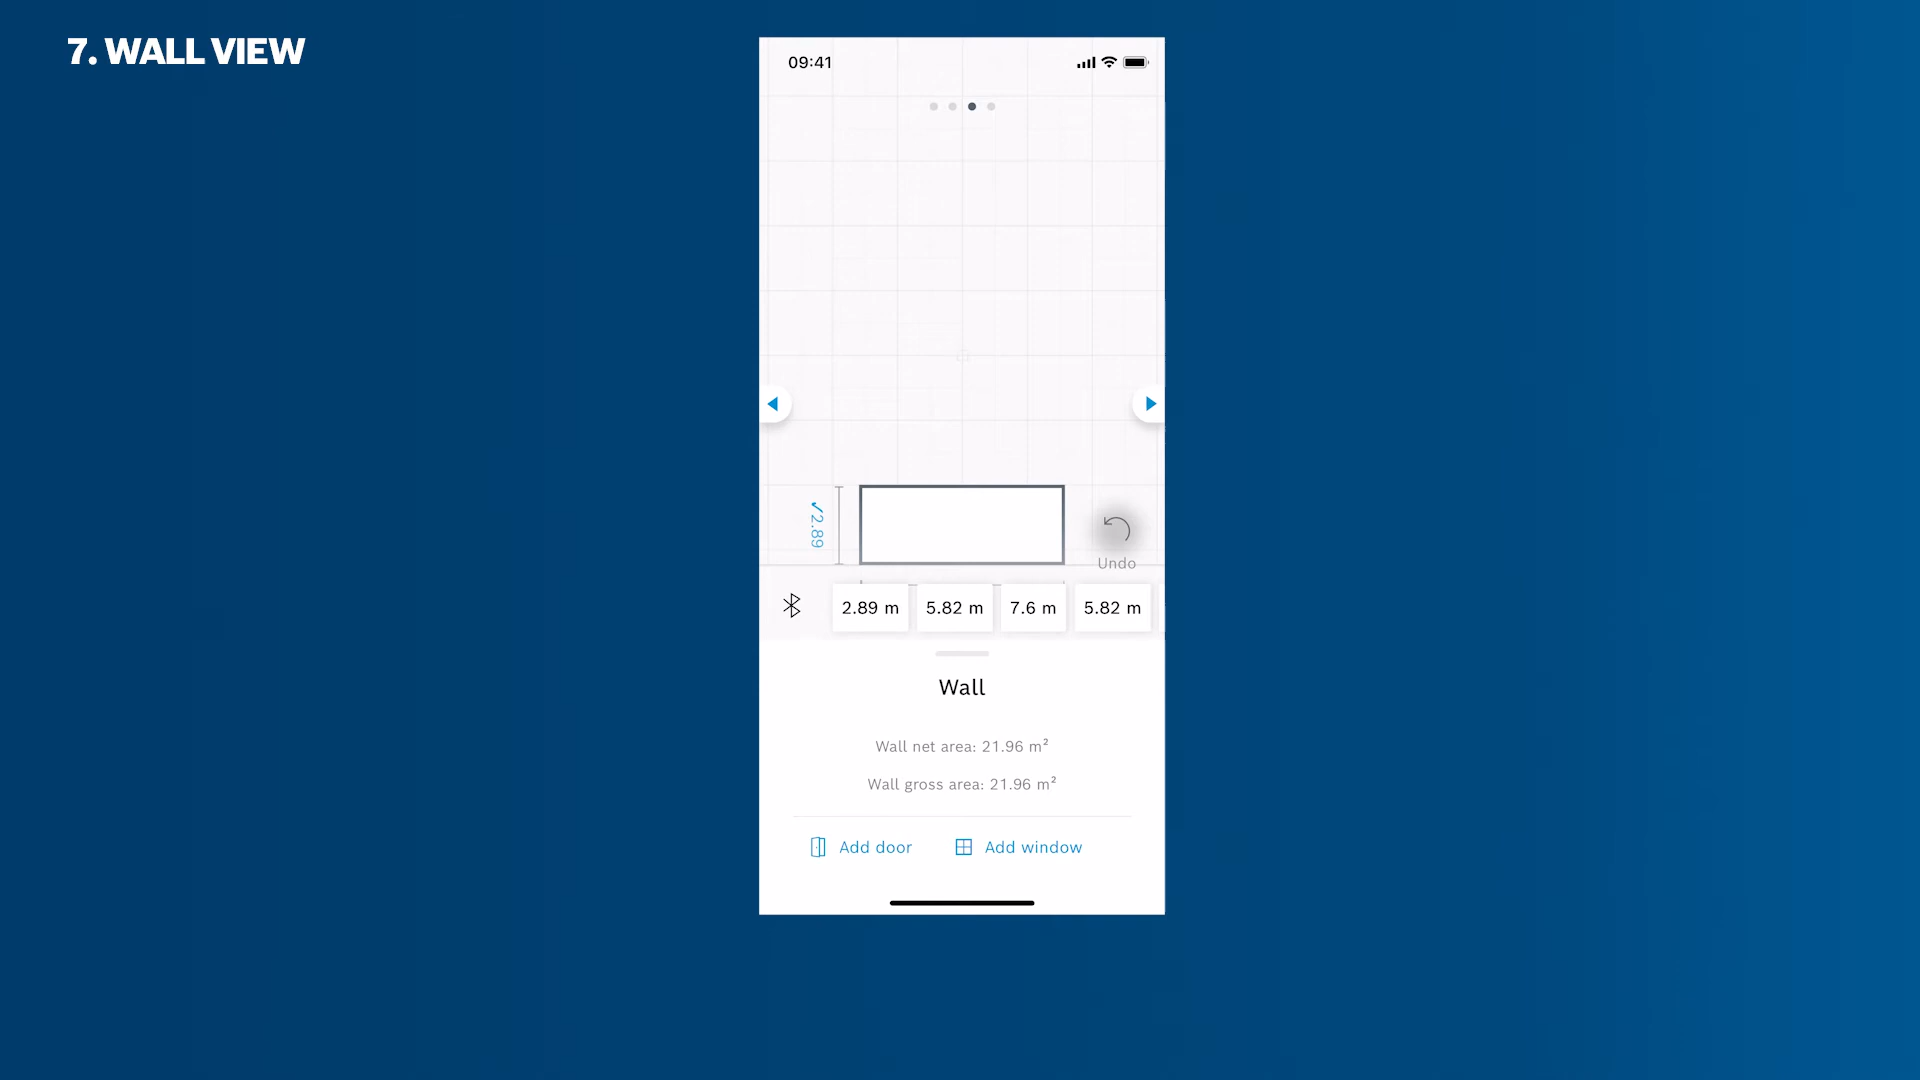 7. WALL VIEW
09:41
✓2.89
Undo
2.89 m 5.82 m 7.6 m 5.82 m
Wall
Wall net area: 21.96 m²
Wall gross area: 21.96 m²
Add door Add window